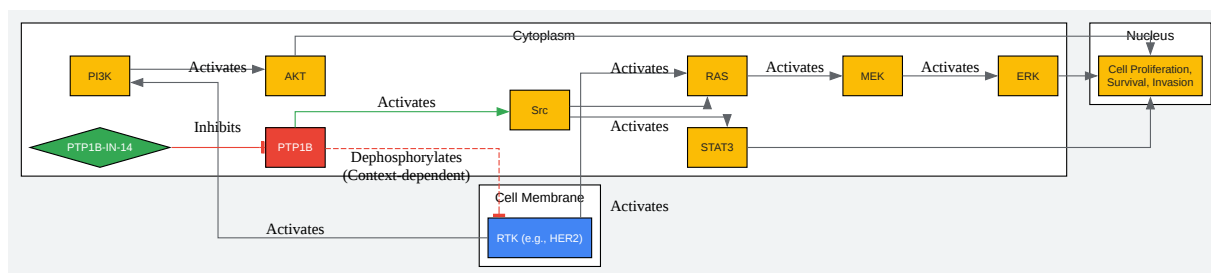 Cytoplasm
Nucleus
PI3K
Activates
AKT
Activates
RAS
Activates
MEK
Activates
ERK
Cell Proliferation,
Survival, Invasion
Activates
Src
PTP1B-IN-14
Inhibits
PTP1B
Activates
STAT3
Dephosphorylates
(Context-dependent)
Cell Membrane
Activates
Activates
RTK (e.g., HER2)